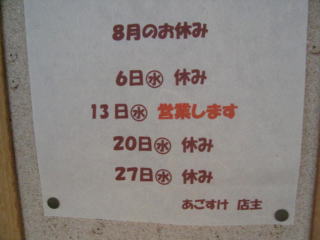 8月のお休み
6日㊌ 休み
13日㊌ 営業します
20日㊌ 休み
27日㊌ 休み
あごすけ 店主